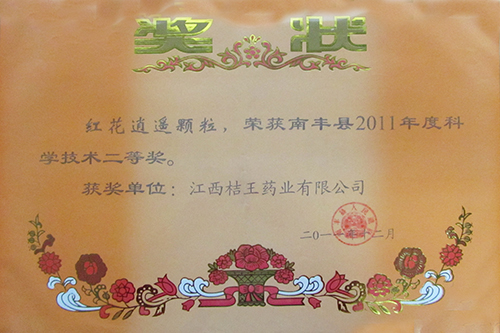 奖状
红花逍遥颗粒，荣获南丰县2011年度科
学技术二等奖。
获奖单位：江西桔王药业有限公司
二〇一 年十二月